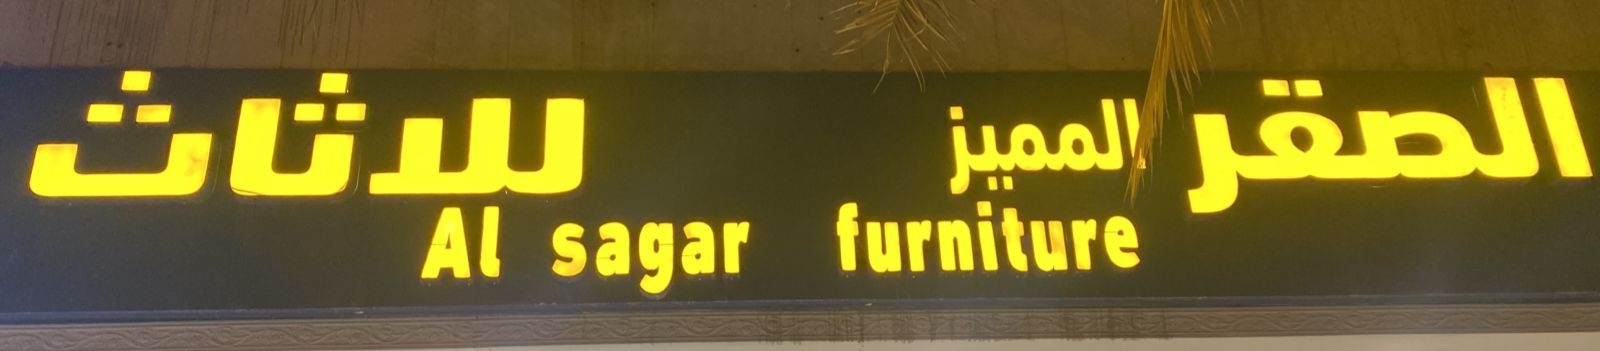 الصقر المميز للاثاث
Al sagar furniture